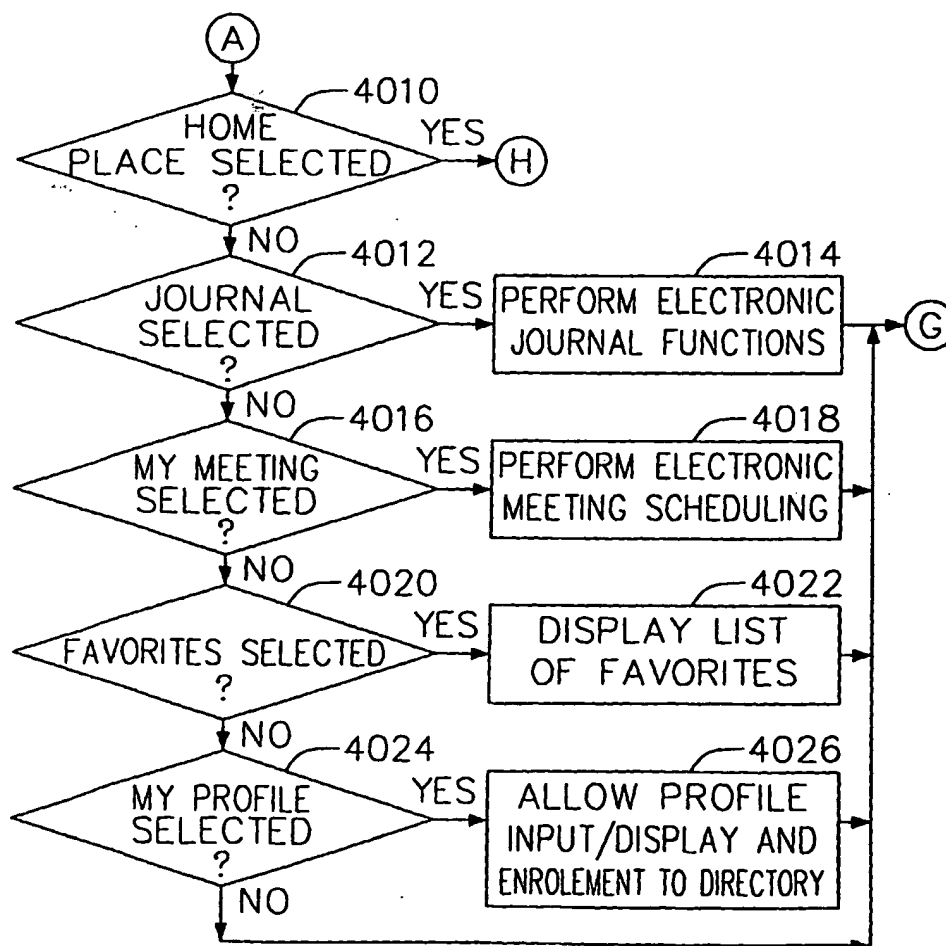 A
4010
HOME
PLACE SELECTED
?
YES
H
NO
4012
JOURNAL
SELECTED
?
YES
4014
PERFORM ELECTRONIC
JOURNAL FUNCTIONS
G
NO
4016
MY MEETING
SELECTED
?
YES
4018
PERFORM ELECTRONIC
MEETING SCHEDULING
NO
4020
FAVORITES SELECTED
?
YES
4022
DISPLAY LIST
OF FAVORITES
NO
4024
MY PROFILE
SELECTED
?
YES
4026
ALLOW PROFILE
INPUT/DISPLAY AND
ENROLEMENT TO DIRECTORY
NO